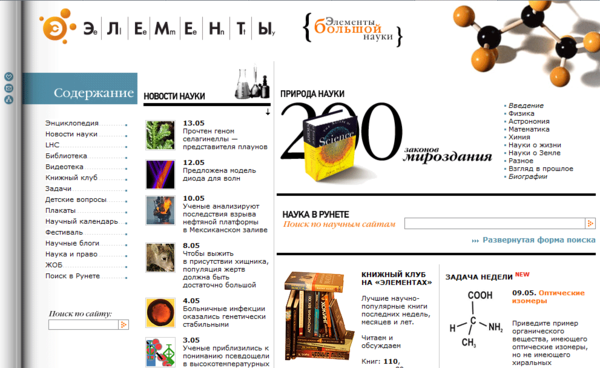 ЭЛЕМЕНТЫ
Elementy
{Элементы большой науки}
Содержание
Энциклопедия
Новости науки
LHC
Библиотека
Видеотека
Книжный клуб
Задачи
Детские вопросы
Плакаты
Научный календарь
Фестиваль
Научные блоги
Наука и право
ЖОБ
Поиск в Рунете
Поиск по сайту:
НОВОСТИ НАУКИ
13.05
Прочтен геном
селагинеллы —
представителя плаунов
12.05
Предложена модель
диода для волн
10.05
Ученые анализируют
последствия взрыва
нефтяной платформы
в Мексиканском заливе
8.05
Чтобы выжить
в присутствии хищника,
популяция жертв
должна быть
достаточно большой
4.05
Больничные инфекции
оказались генетически
стабильными
3.05
Ученые приблизились к
пониманию псевдощели
в высокотемпературных
ПРИРОДА НАУКИ
200
законов
мироздания
Science
Введение
Физика
Астрономия
Математика
Химия
Науки о жизни
Науки о Земле
Разное
Взгляд в прошлое
Биографии
НАУКА В РУНЕТЕ
Поиск по научным сайтам
Развернутая форма поиска
КНИЖНЫЙ КЛУБ
НА «ЭЛЕМЕНТАХ»
Лучшие научно-
популярные книги
последних недель,
месяцев и лет.
Читаем и
обсуждаем
Книг: 110,
ЗАДАЧА НЕДЕЛИ NEW
COOH
H
C
NH₂
CH₃
09.05. Оптические
изомеры
Приведите пример
органического
вещества, имеющего
оптические изомеры,
но не имеющего
хиральных